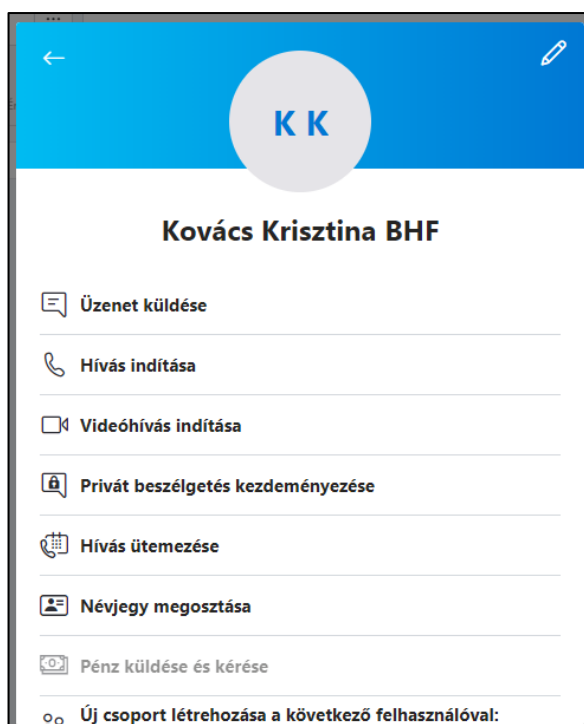 K K
Kovács Krisztina BHF
Üzenet küldése
Hívás indítása
Videóhívás indítása
Privát beszélgetés kezdeményezése
Hívás ütemezése
Névjegy megosztása
Pénz küldése és kérése
Új csoport létrehozása a következő felhasználóval: